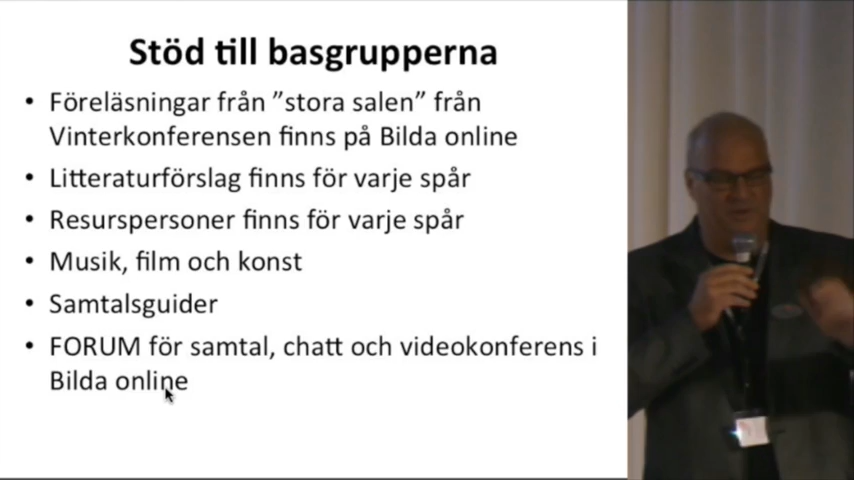 Stöd till basgrupperna
• Föreläsningar från ”stora salen” från
Vinterkonferensen finns på Bilda online
• Litteraturförslag finns för varje spår
• Resurspersoner finns för varje spår
• Musik, film och konst
• Samtalsguider
• FORUM för samtal, chatt och videokonferens i
Bilda online